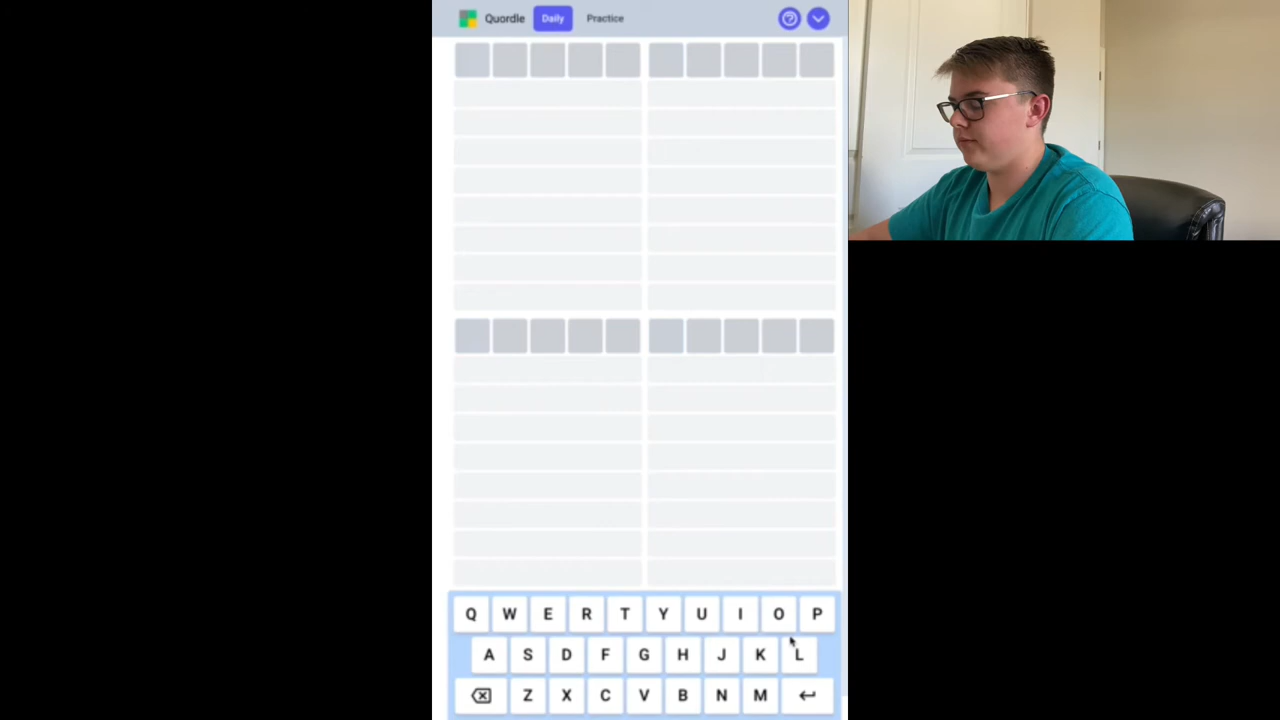 Quordle Daily Practice
Q W E R T Y U I O P
A S D F G H J K L
Z X C V B N M